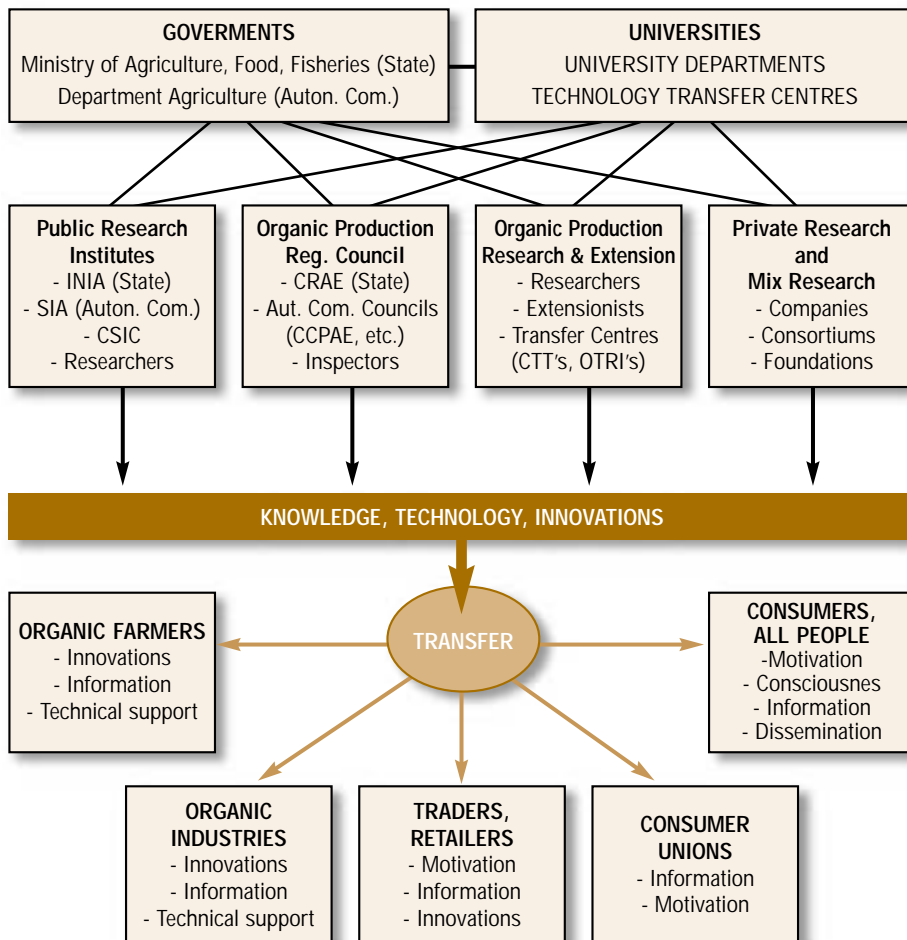 GOVERMENTS
Ministry of Agriculture, Food, Fisheries (State)
Department Agriculture (Auton. Com.)
UNIVERSITIES
UNIVERSITY DEPARTMENTS
TECHNOLOGY TRANSFER CENTRES
Public Research
Institutes
- INIA (State)
- SIA (Auton. Com.)
- CSIC
- Researchers
Organic Production
Reg. Council
- CRAE (State)
- Aut. Com. Councils
(CCPAE, etc.)
- Inspectors
Organic Production
Research & Extension
- Researchers
- Extensionists
- Transfer Centres
(CTT's, OTRI's)
Private Research
and
Mix Research
- Companies
- Consortiums
- Foundations
KNOWLEDGE, TECHNOLOGY, INNOVATIONS
TRANSFER
ORGANIC FARMERS
- Innovations
- Information
- Technical support
CONSUMERS,
ALL PEOPLE
-Motivation
- Consciousnes
- Information
- Dissemination
ORGANIC
INDUSTRIES
- Innovations
- Information
- Technical support
TRADERS,
RETAILERS
- Motivation
- Information
- Innovations
CONSUMER
UNIONS
- Information
- Motivation